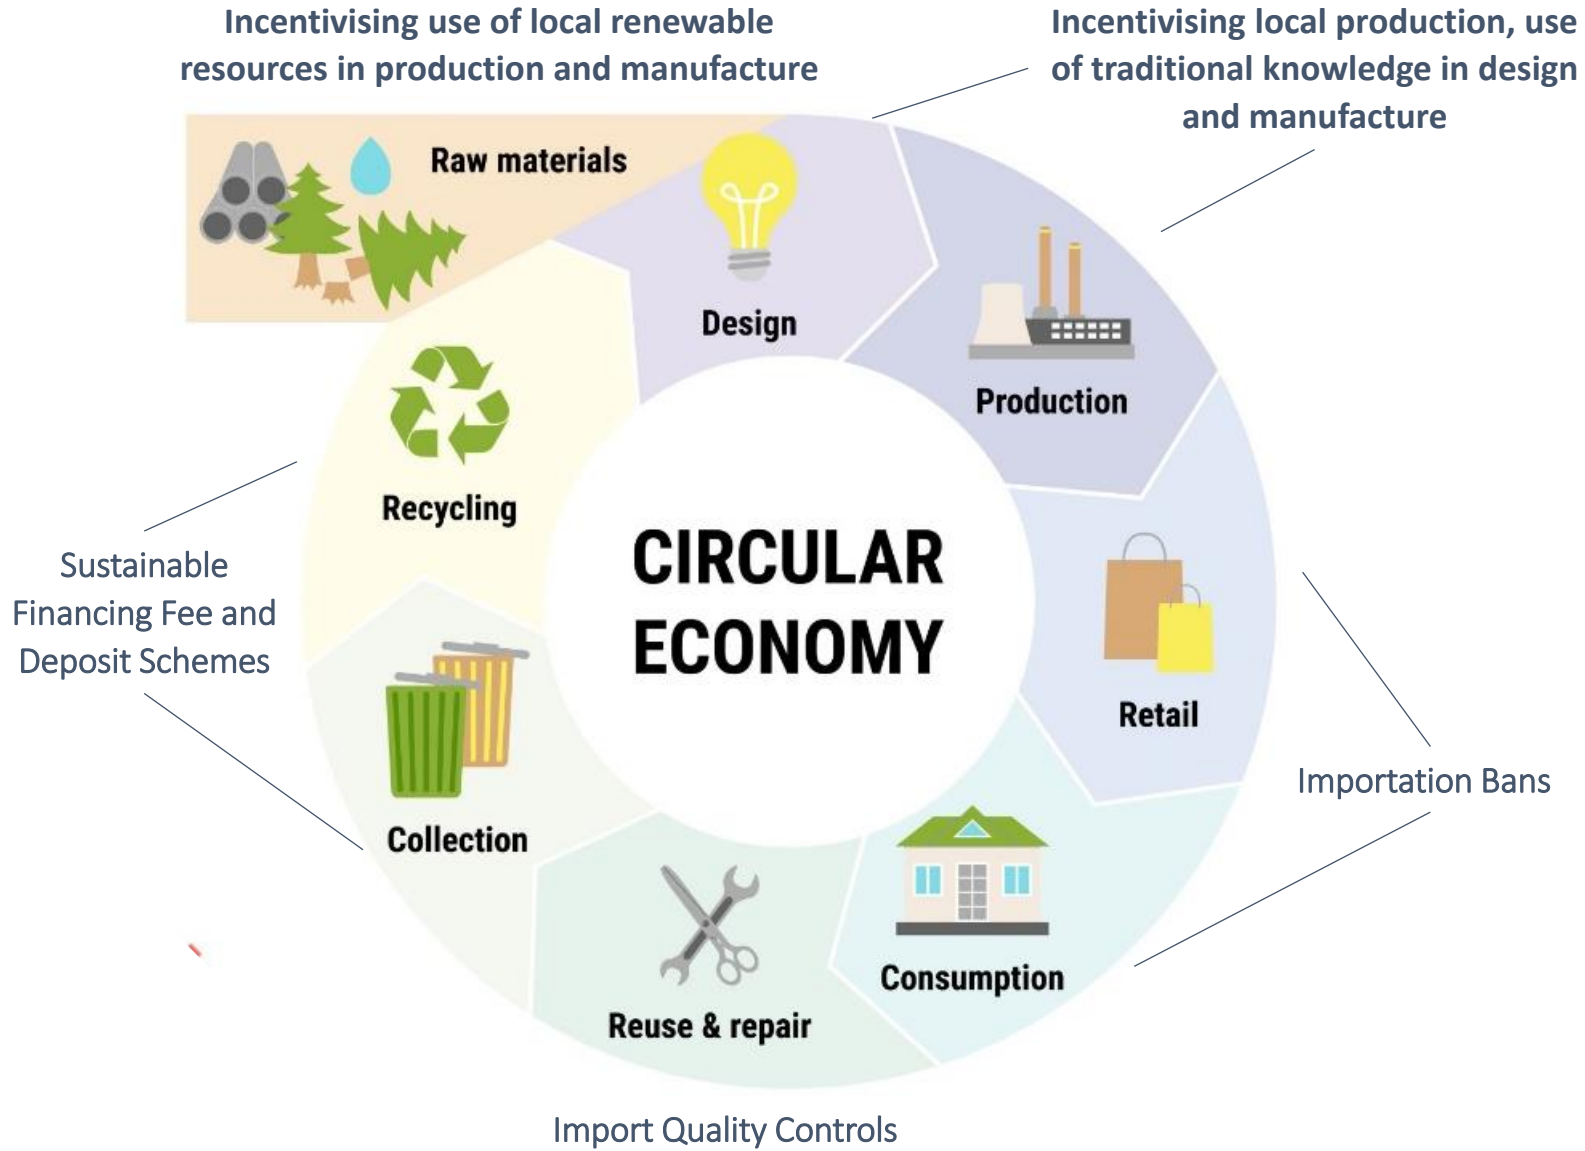 Incentivising use of local renewable
resources in production and manufacture
Incentivising local production, use
of traditional knowledge in design
and manufacture
Raw materials
Design
Production
Recycling
CIRCULAR
ECONOMY
Sustainable
Financing Fee and
Deposit Schemes
Retail
Importation Bans
Collection
Consumption
Reuse & repair
Import Quality Controls